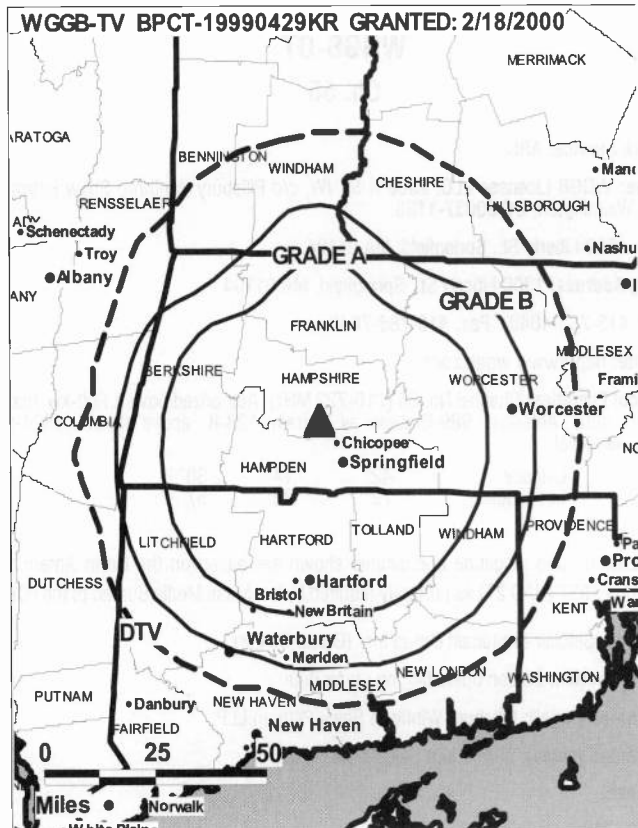 WGGB-TV BPCT-19990429KR GRANTED: 2/18/2000
MERRIMACK
ARATOGA
BENNINGTON
WINDHAM
CHESHIRE
RENSSELAER
HILLSBOROUGH
Schenectady
Troy
Nashu
Albany
ANY
GRADE A
GRADE B
FRANKLIN
MIDDLESEX
BERKSHIRE
HAMPSHIRE
WORCESTER
Frami
COLUMBIA
Worcester
Chicopee
Springfield
HAMPDEN
LITCHFIELD
HARTFORD
TOLLAND
WINDHAM
PROVIDENCE
DUTCHESS
Hartford
Bristol
New Britain
KENT
Crans
DTV
Waterbury
Meriden
NEW LONDON
WASHINGTON
MIDDLESEX
PUTNAM
Danbury
NEW HAVEN
FAIRFIELD
New Haven
0 25 50
Miles
Norwalk